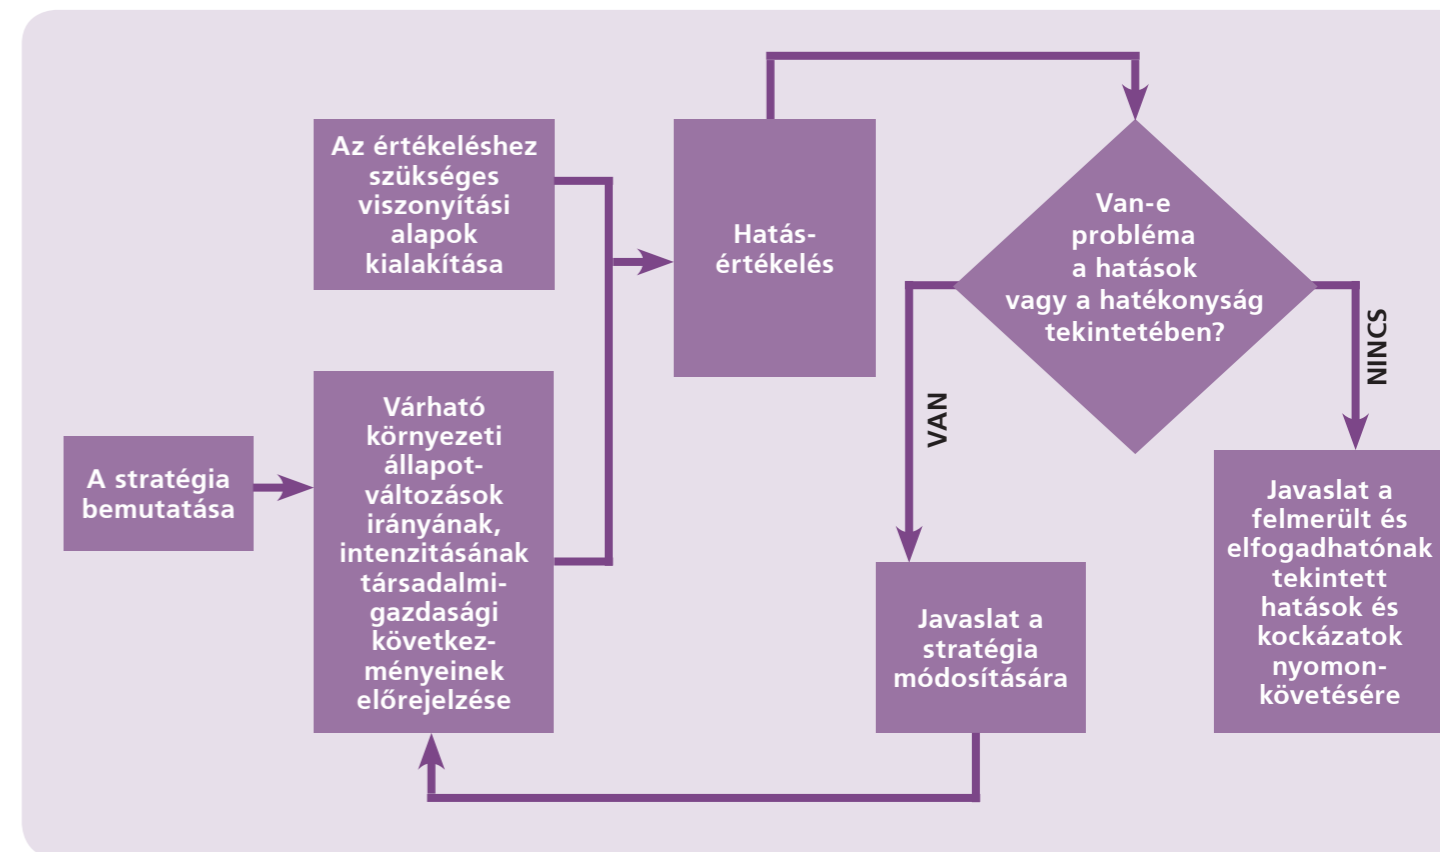 A stratégia
bemutatása
Az értékeléshez
szükséges
viszonyítási
alapok
kialakítása
Várható
környezeti
állapot-
változások
irányának,
intenzitásának
társadalmi-
gazdasági
követkéz-
ményeinek
előrejelzése
Hatás-
értékelés
Van-e
probléma
a hatások
vagy a hatékonyság
tekintetében?
VAN
NINCS
Javaslat a
stratégia
módosítására
Javaslat a
felmerült és
elfogadhatónak
tekintett
hatások és
kockázatok
nyomon-
követésére